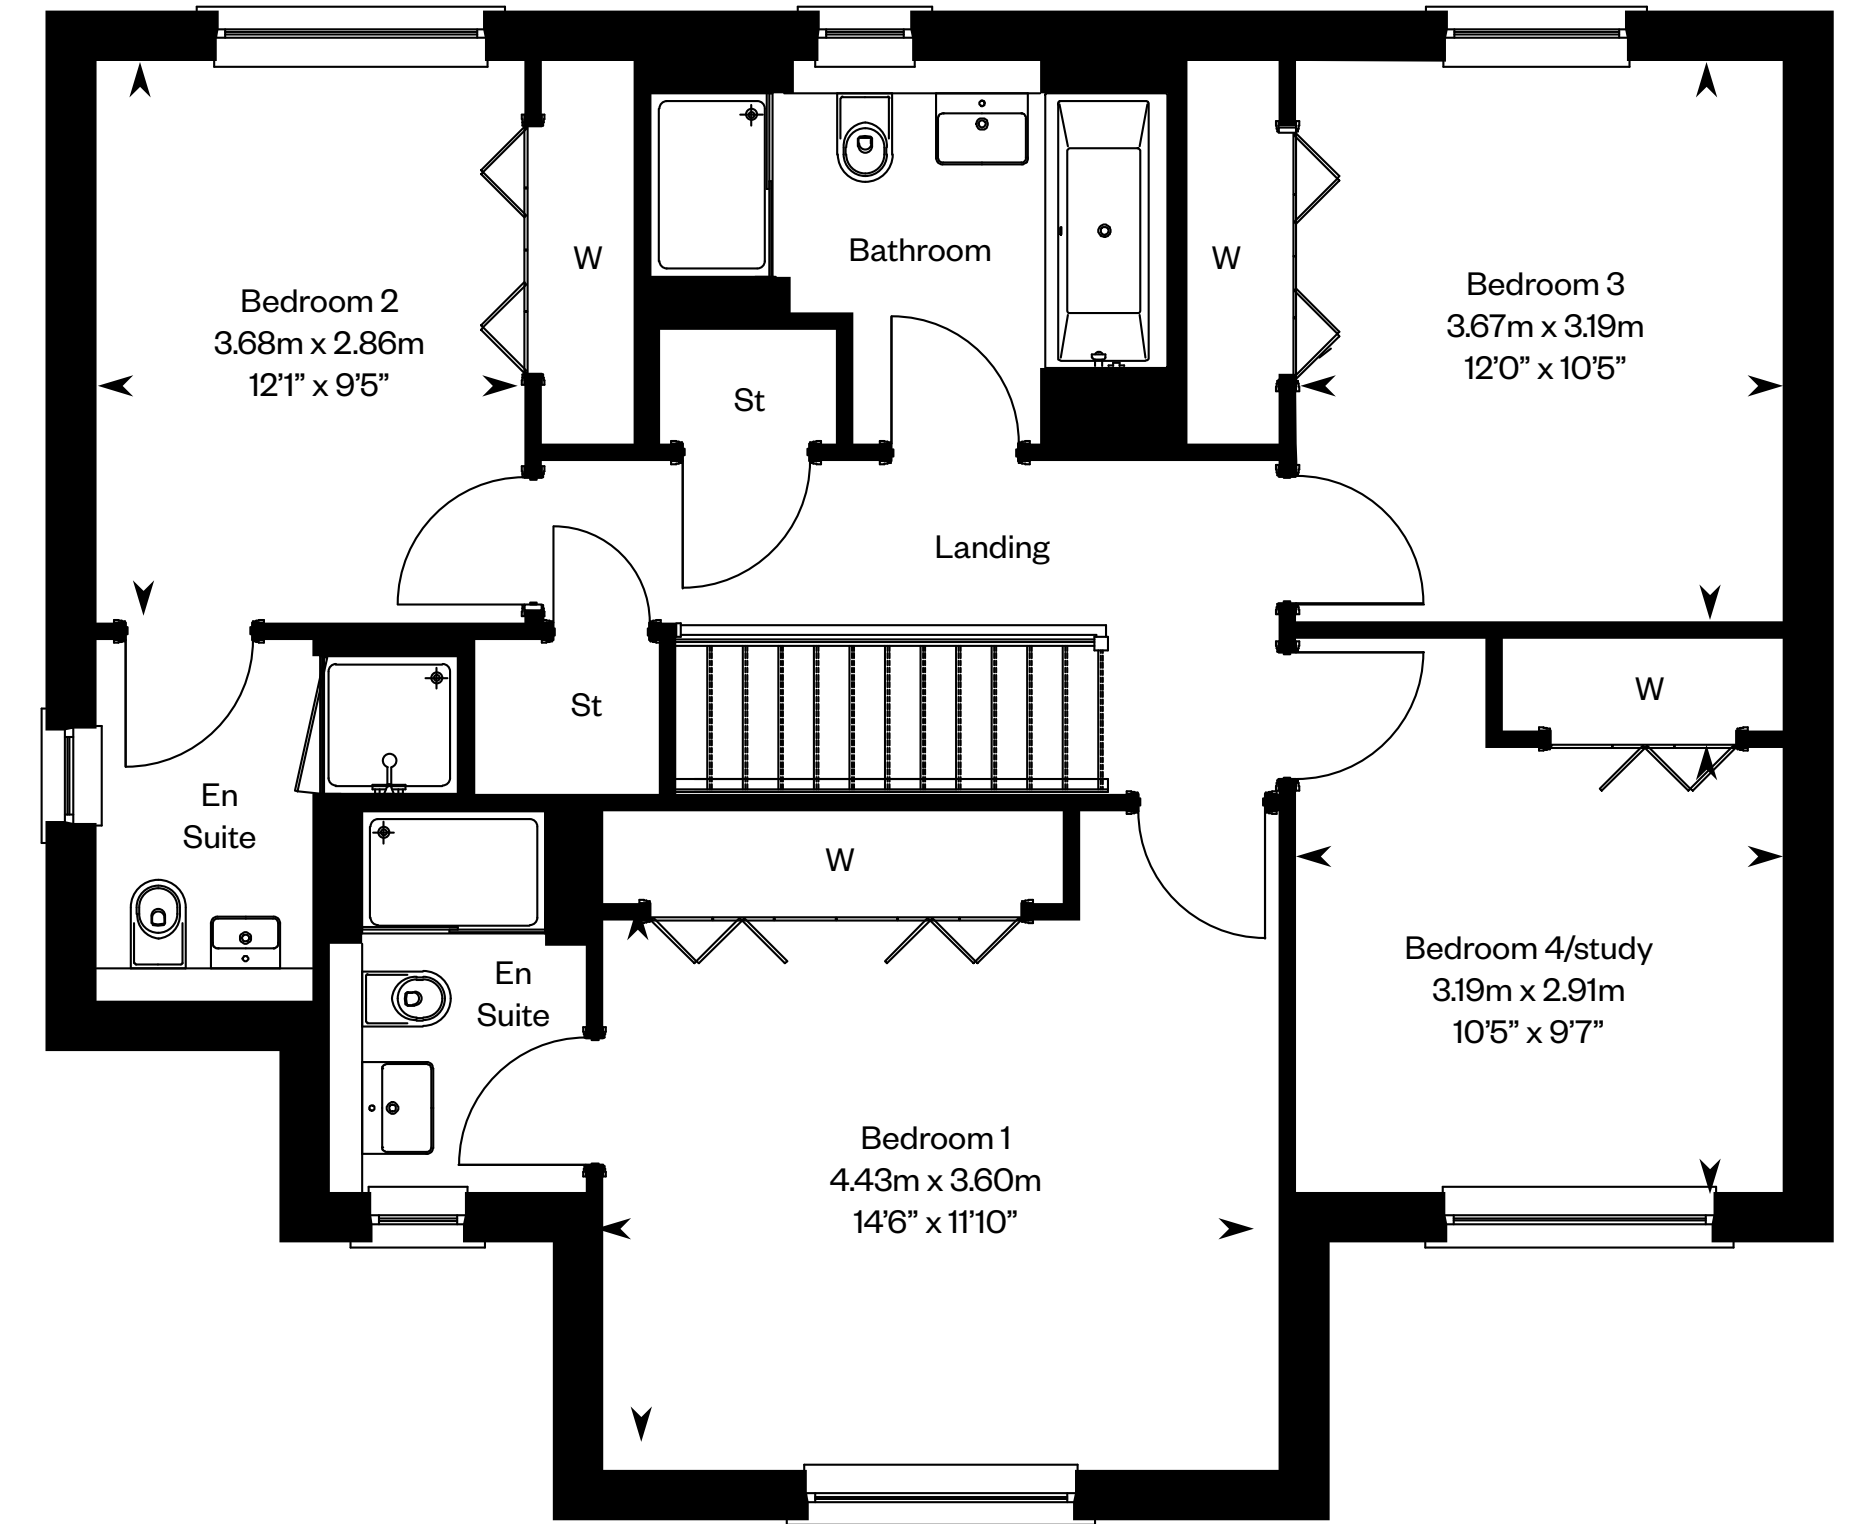 Bedroom 2
3.68m x 2.86m
12’1” x 9’5”
W
Bathroom
St
W
Bedroom 3
3.67m x 3.19m
12’0” x 10’5”
Landing
St
W
En
Suite
W
En
Suite
Bedroom 4/study
3.19m x 2.91m
10’5” x 9’7”
Bedroom 1
4.43m x 3.60m
14’6” x 11’10”